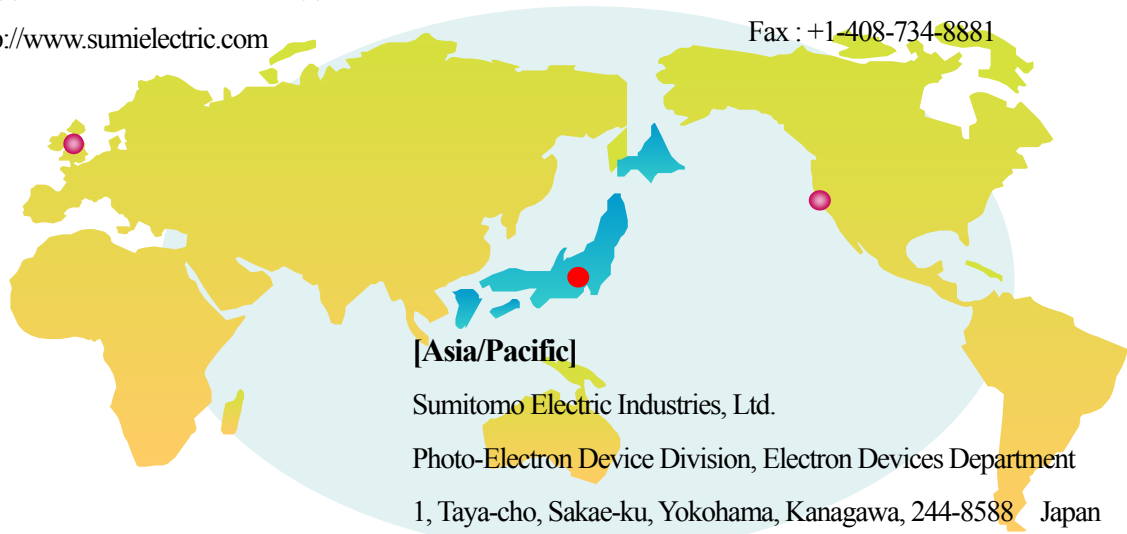 ://www.sumielectric.com
Fax : +1-408-734-8881
[Asia/Pacific]
Sumitomo Electric Industries, Ltd.
Photo-Electron Device Division, Electron Devices Department
1, Taya-cho, Sakae-ku, Yokohama, Kanagawa, 244-8588 Japan